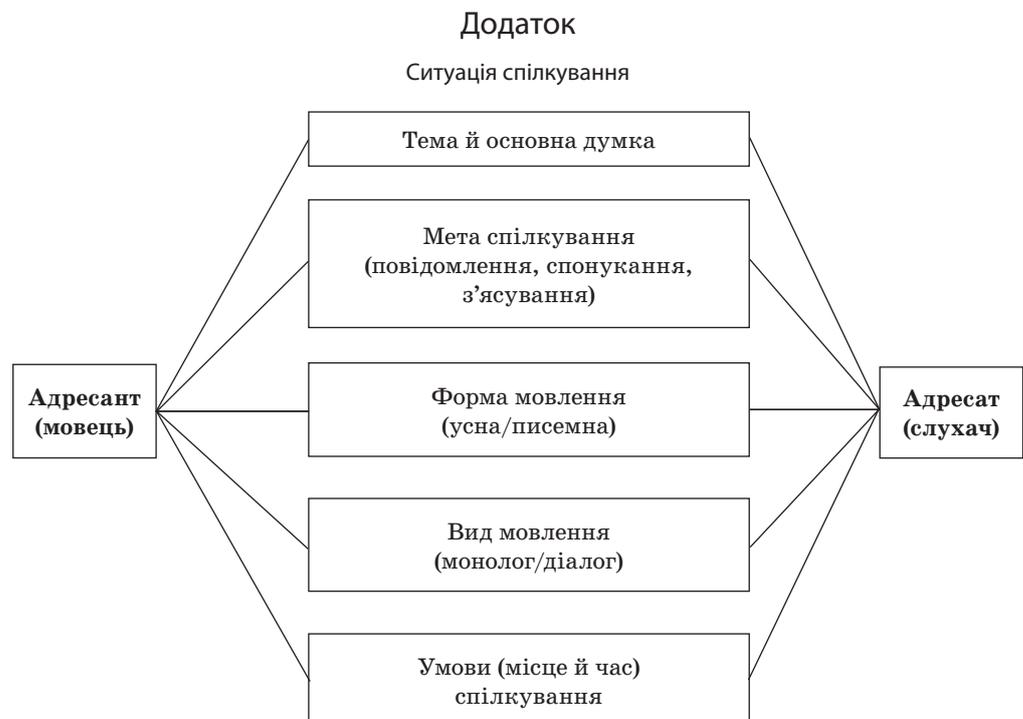 Додаток
Ситуація спілкування
Тема й основна думка
Мета спілкування
(повідомлення, спонукання,
з’ясування)
Адресант
(мовець)
Форма мовлення
(усна/писемна)
Адресат
(слухач)
Вид мовлення
(монолог/діалог)
Умови (місце й час)
спілкування